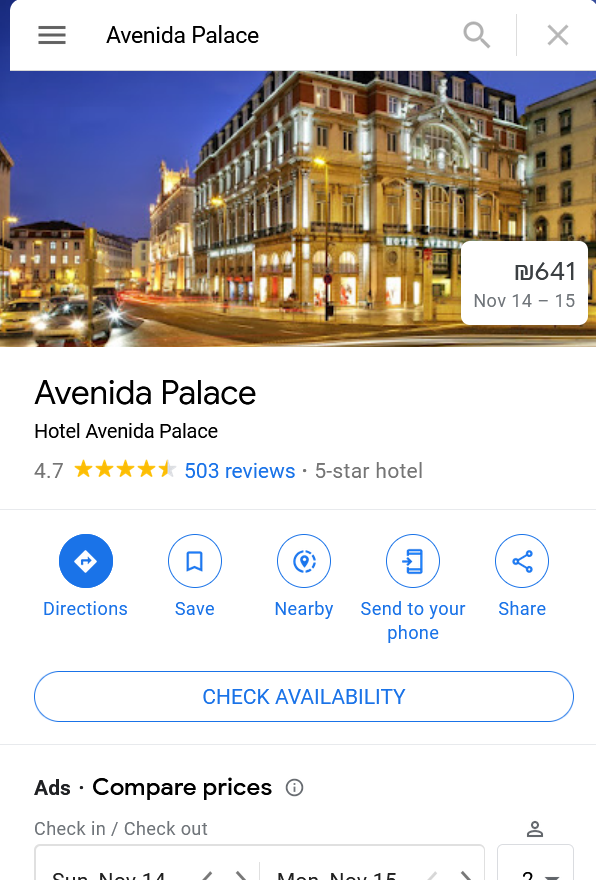 Avenida Palace
HOTEL AVENIDA
₪641
Nov 14 – 15
Avenida Palace
Hotel Avenida Palace
4.7 503 reviews · 5-star hotel
Directions
Save
Nearby
Send to your phone
Share
CHECK AVAILABILITY
Ads · Compare prices
Check in / Check out
Sun, Nov 14
Mon, Nov 15
2